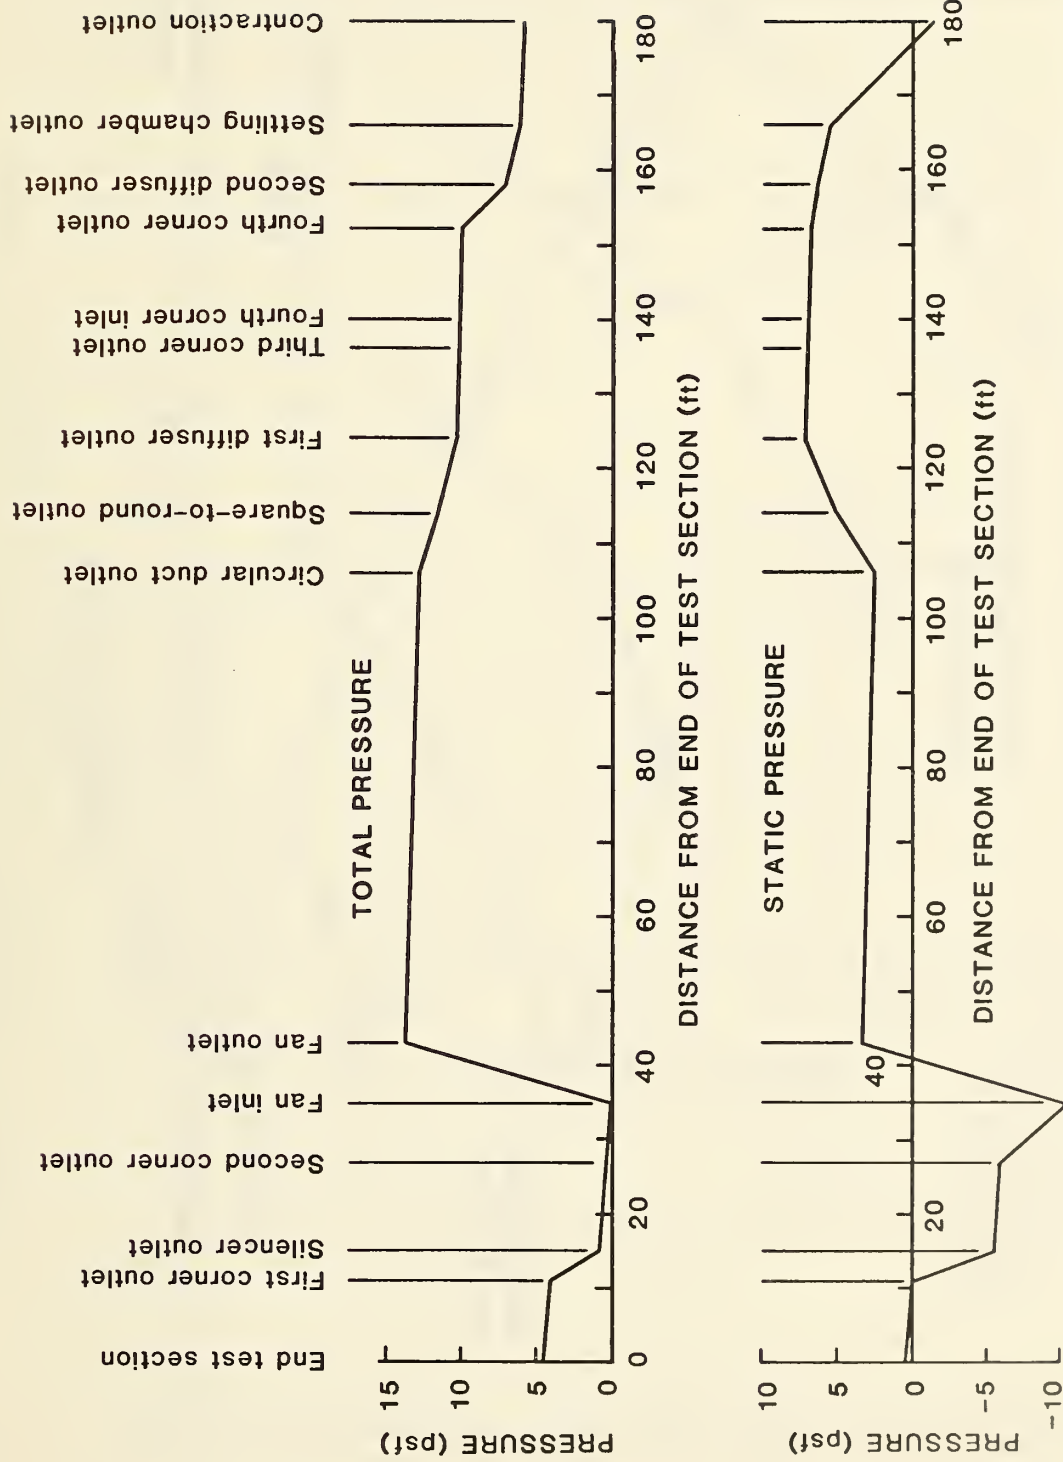 End test section
First corner outlet
Silencer outlet
Second corner outlet
Fan inlet
Fan outlet
Circular duct outlet
Square-to-round outlet
First diffuser outlet
Third corner outlet
Fourth corner inlet
Fourth corner outlet
Second diffuser outlet
Settling chamber outlet
Contraction outlet
TOTAL PRESSURE
PRESSURE (psf)
15
10
5
0
0 20 40 60 80 100 120 140 160 180
DISTANCE FROM END OF TEST SECTION (ft)
STATIC PRESSURE
PRESSURE (psf)
10
5
0
-5
-10
20 40 60 80 100 120 140 160 180
DISTANCE FROM END OF TEST SECTION (ft)